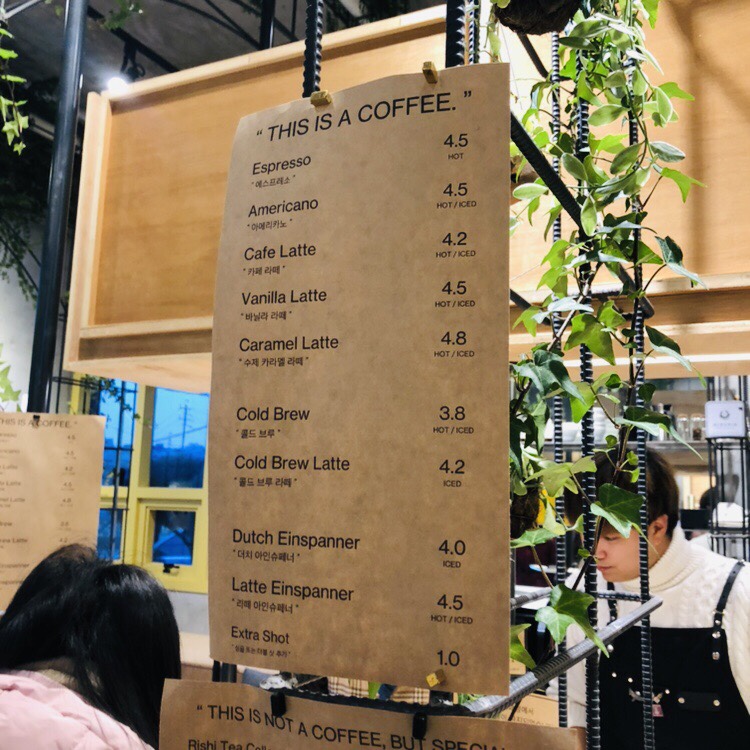 “ THIS IS A COFFEE. ”
Espresso 4.5
“ 에스프레소 ” HOT
Americano 4.5
“ 아메리카노 ” HOT / ICED
Cafe Latte 4.2
“ 카페 라떼 ” HOT / ICED
Vanilla Latte 4.5
“ 바닐라 라떼 ” HOT / ICED
Caramel Latte 4.8
“ 수제 카라멜 라떼 ” HOT / ICED
Cold Brew 3.8
“ 콜드 브루 ” HOT / ICED
Cold Brew Latte 4.2
“ 콜드 브루 라떼 ” ICED
Dutch Einspanner 4.0
“ 더치 아인슈페너 ” ICED
Latte Einspanner 4.5
“ 라떼 아인슈페너 ” HOT / ICED
Extra Shot 1.0
“ THIS IS NOT A COFFEE, BUT SPECIAL
Rishi Tea
THIS IS A COFFEE. ”